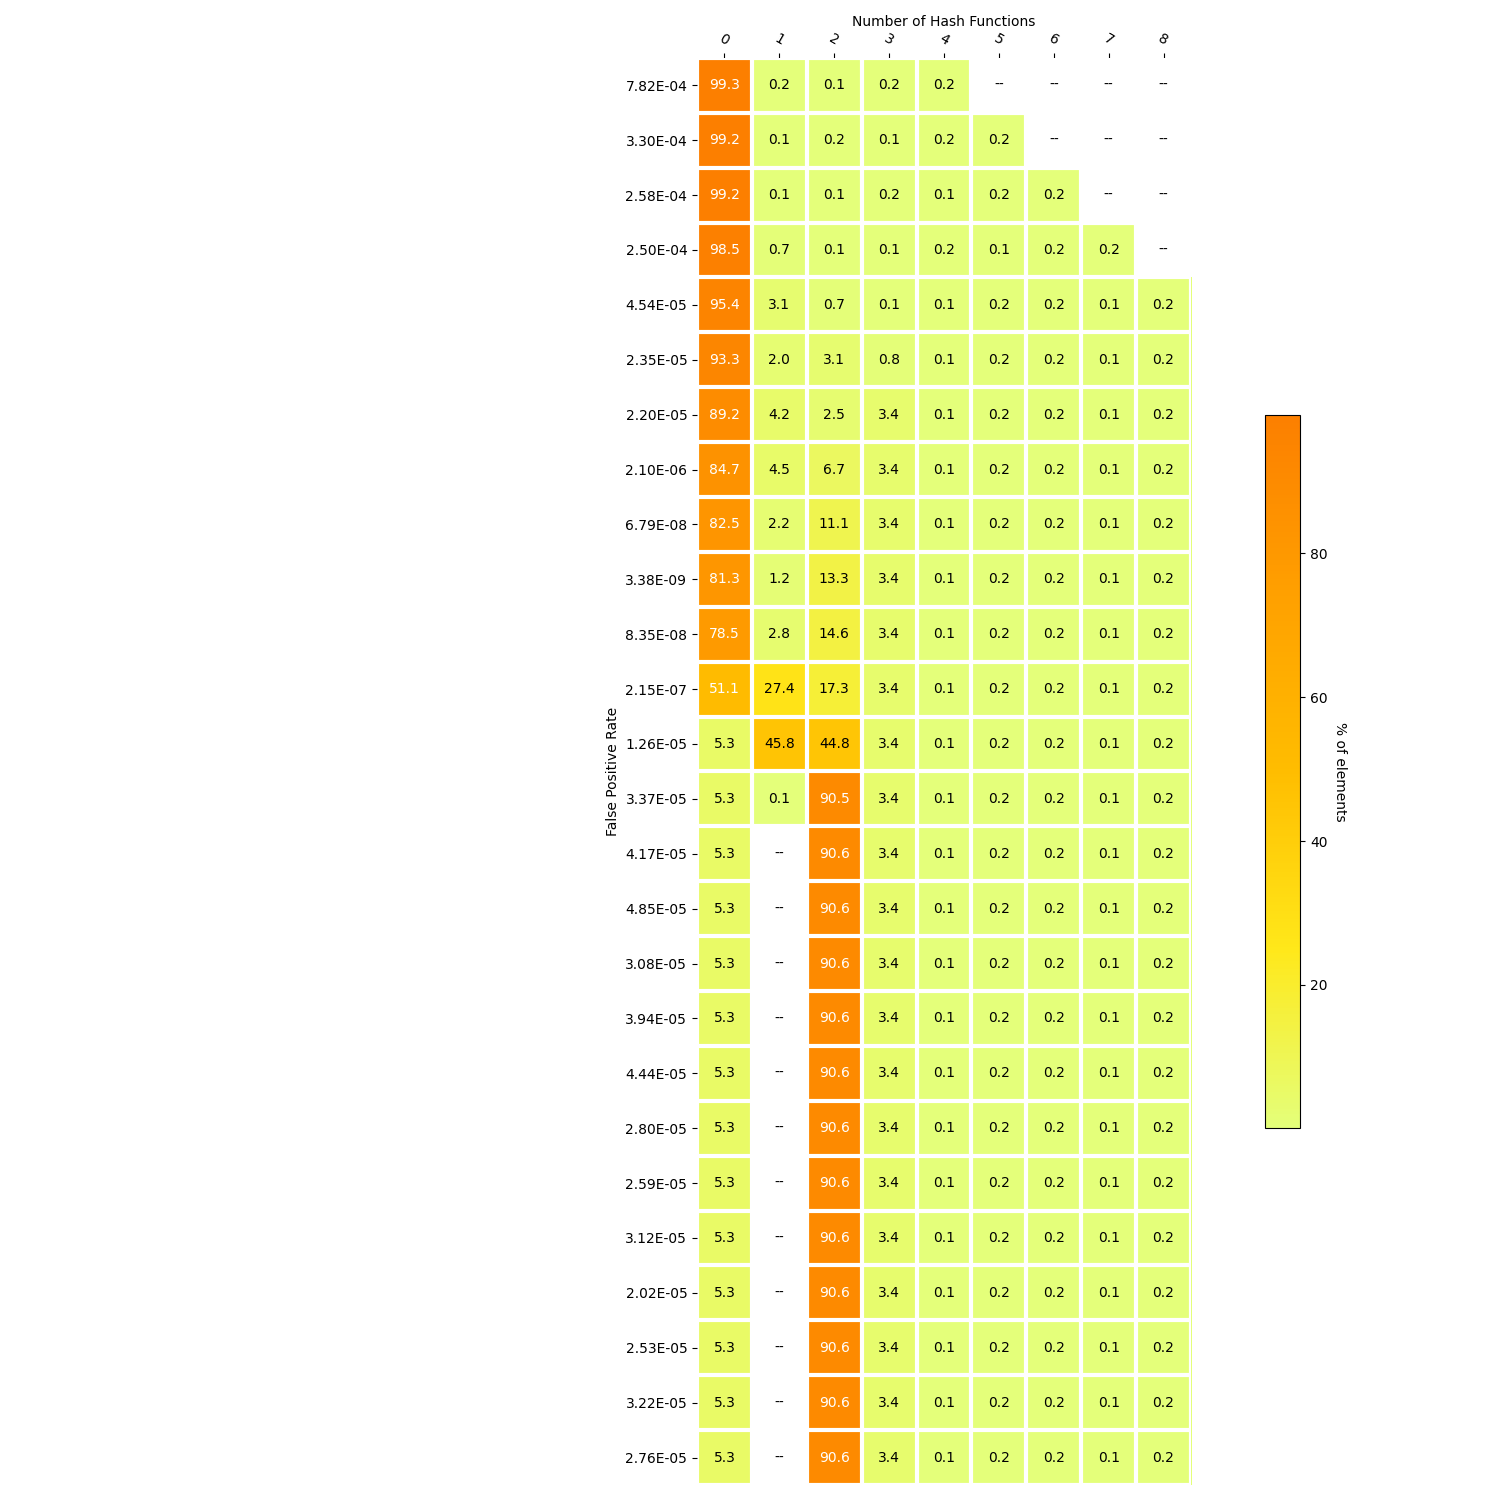 Number of Hash Functions
0 1 2 3 4 5 6 7 8
7.82E-04 99.3 0.2 0.1 0.2 0.2 -- -- -- --
3.30E-04 99.2 0.1 0.2 0.1 0.2 0.2 -- -- --
2.58E-04 99.2 0.1 0.1 0.2 0.1 0.2 0.2 -- --
2.50E-04 98.5 0.7 0.1 0.1 0.2 0.1 0.2 0.2 --
4.54E-05 95.4 3.1 0.7 0.1 0.1 0.2 0.2 0.1 0.2
2.35E-05 93.3 2.0 3.1 0.8 0.1 0.2 0.2 0.1 0.2
2.20E-05 89.2 4.2 2.5 3.4 0.1 0.2 0.2 0.1 0.2
2.10E-06 84.7 4.5 6.7 3.4 0.1 0.2 0.2 0.1 0.2
6.79E-08 82.5 2.2 11.1 3.4 0.1 0.2 0.2 0.1 0.2
3.38E-09 81.3 1.2 13.3 3.4 0.1 0.2 0.2 0.1 0.2
8.35E-08 78.5 2.8 14.6 3.4 0.1 0.2 0.2 0.1 0.2
2.15E-07 51.1 27.4 17.3 3.4 0.1 0.2 0.2 0.1 0.2
1.26E-05 5.3 45.8 44.8 3.4 0.1 0.2 0.2 0.1 0.2
3.37E-05 5.3 0.1 90.5 3.4 0.1 0.2 0.2 0.1 0.2
4.17E-05 5.3 -- 90.6 3.4 0.1 0.2 0.2 0.1 0.2
4.85E-05 5.3 -- 90.6 3.4 0.1 0.2 0.2 0.1 0.2
3.08E-05 5.3 -- 90.6 3.4 0.1 0.2 0.2 0.1 0.2
3.94E-05 5.3 -- 90.6 3.4 0.1 0.2 0.2 0.1 0.2
4.44E-05 5.3 -- 90.6 3.4 0.1 0.2 0.2 0.1 0.2
2.80E-05 5.3 -- 90.6 3.4 0.1 0.2 0.2 0.1 0.2
2.59E-05 5.3 -- 90.6 3.4 0.1 0.2 0.2 0.1 0.2
3.12E-05 5.3 -- 90.6 3.4 0.1 0.2 0.2 0.1 0.2
2.02E-05 5.3 -- 90.6 3.4 0.1 0.2 0.2 0.1 0.2
2.53E-05 5.3 -- 90.6 3.4 0.1 0.2 0.2 0.1 0.2
3.22E-05 5.3 -- 90.6 3.4 0.1 0.2 0.2 0.1 0.2
2.76E-05 5.3 -- 90.6 3.4 0.1 0.2 0.2 0.1 0.2
False Positive Rate
80
60
40
20
% of elements